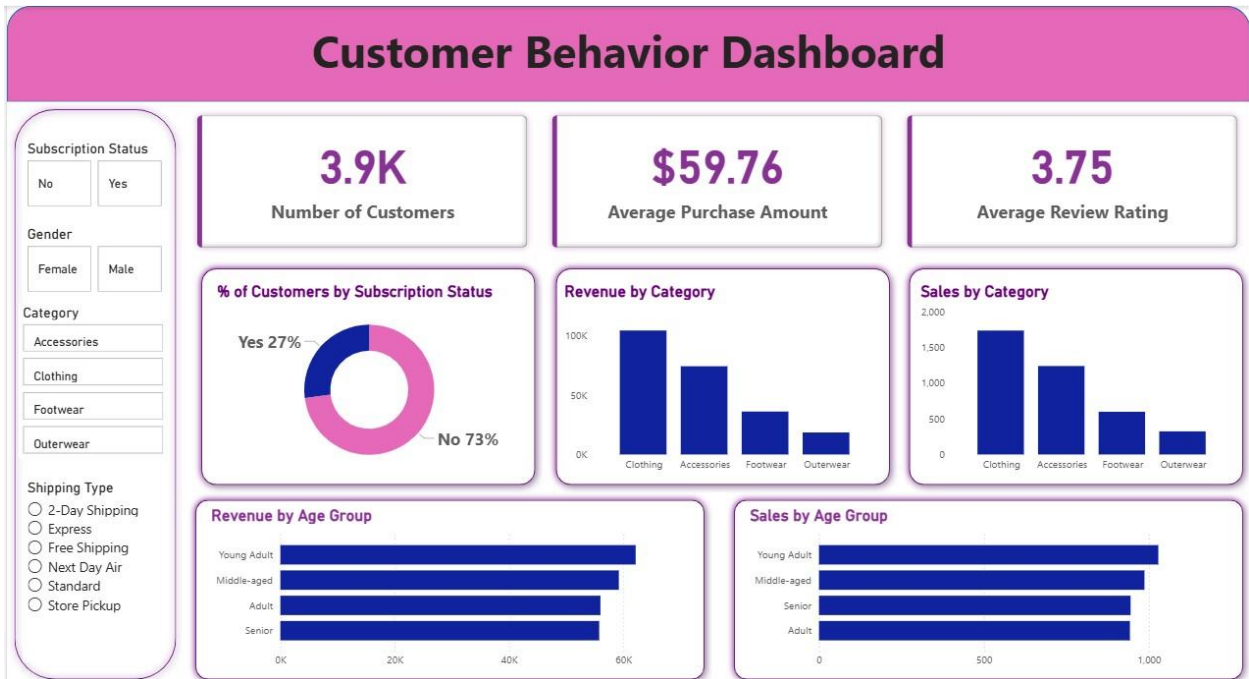 Customer Behavior Dashboard
Subscription Status
No Yes
Gender
Female Male
Category
Accessories
Clothing
Footwear
Outerwear
Shipping Type
2-Day Shipping
Express
Free Shipping
Next Day Air
Standard
Store Pickup
3.9K
Number of Customers
$59.76
Average Purchase Amount
3.75
Average Review Rating
% of Customers by Subscription Status
Yes 27%
No 73%
Revenue by Category
100K
50K
0K
Clothing Accessories Footwear Outerwear
Sales by Category
2,000
1,500
1,000
500
0
Clothing Accessories Footwear Outerwear
Revenue by Age Group
Young Adult
Middle-aged
Adult
Senior
0K 20K 40K 60K
Sales by Age Group
Young Adult
Middle-aged
Senior
Adult
0 500 1,000